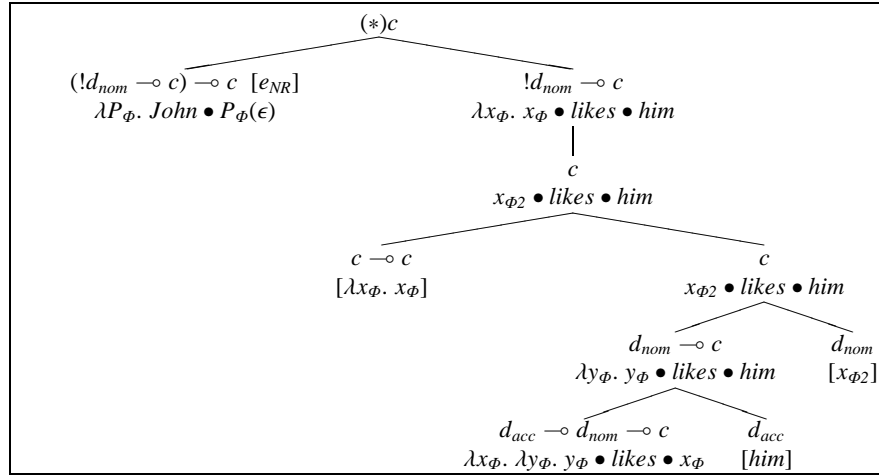 (∗)c
(!d_nom ⊸ c) ⊸ c [e_NR] !d_nom ⊸ c
λP_Φ. John • P_Φ(ϵ) λx_Φ. x_Φ • likes • him
c
x_Φ2 • likes • him
c ⊸ c c
[λx_Φ. x_Φ] x_Φ2 • likes • him
d_nom ⊸ c d_nom
λy_Φ. y_Φ • likes • him [x_Φ2]
d_acc ⊸ d_nom ⊸ c d_acc
λx_Φ. λy_Φ. y_Φ • likes • x_Φ [him]